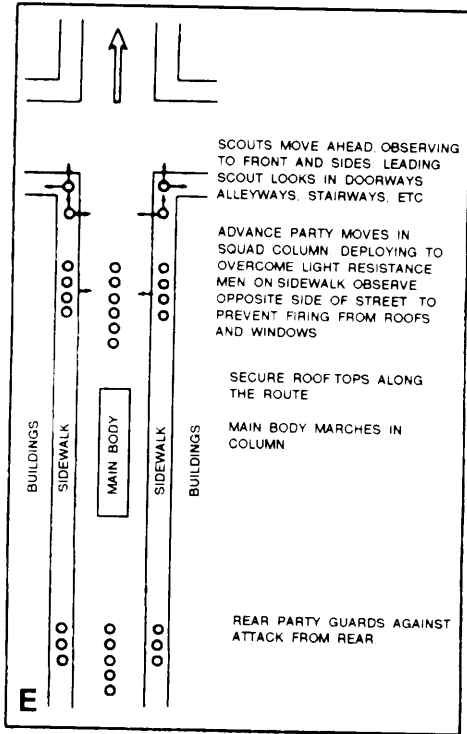 SCOUTS MOVE AHEAD, OBSERVING
TO FRONT AND SIDES. LEADING
SCOUT LOOKS IN DOORWAYS
ALLEYWAYS, STAIRWAYS, ETC
ADVANCE PARTY MOVES IN
SQUAD COLUMN DEPLOYING TO
OVERCOME LIGHT RESISTANCE
MEN ON SIDEWALK OBSERVE
OPPOSITE SIDE OF STREET TO
PREVENT FIRING FROM ROOFS
AND WINDOWS
SECURE ROOF TOPS ALONG
THE ROUTE
MAIN BODY MARCHES IN
COLUMN
BUILDINGS
SIDEWALK
MAIN BODY
SIDEWALK
BUILDINGS
REAR PARTY GUARDS AGAINST
ATTACK FROM REAR
E